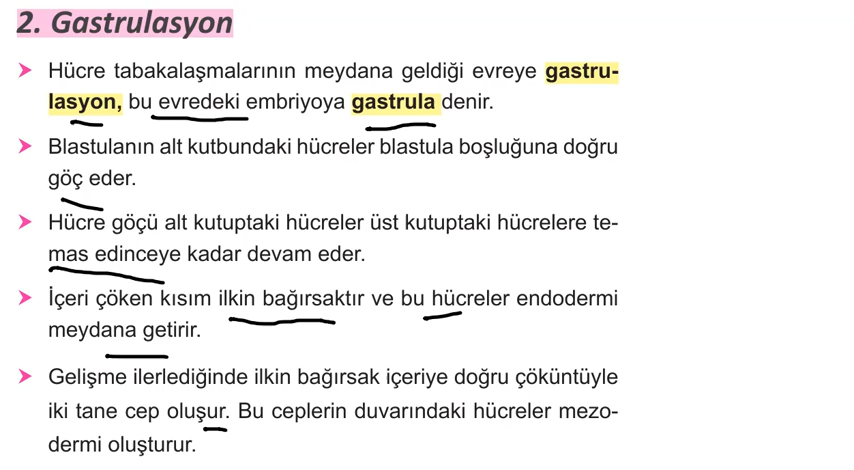 2. Gastrulasyon
➤ Hücre tabakalaşmalarının meydana geldiği evreye gastru-
lasyon, bu evredeki embriyoya gastrula denir.
➤ Blastulanın alt kutbundaki hücreler blastula boşluğuna doğru
göç eder.
➤ Hücre göçü alt kutuptaki hücreler üst kutuptaki hücrelere te-
mas edinceye kadar devam eder.
➤ İçeri çöken kısım ilkin bağırsaktır ve bu hücreler endodermi
meydana getirir.
➤ Gelişme ilerlediğinde ilkin bağırsak içeriye doğru çöküntüyle
iki tane cep oluşur. Bu ceplerin duvarındaki hücreler mezo-
dermi oluşturur.